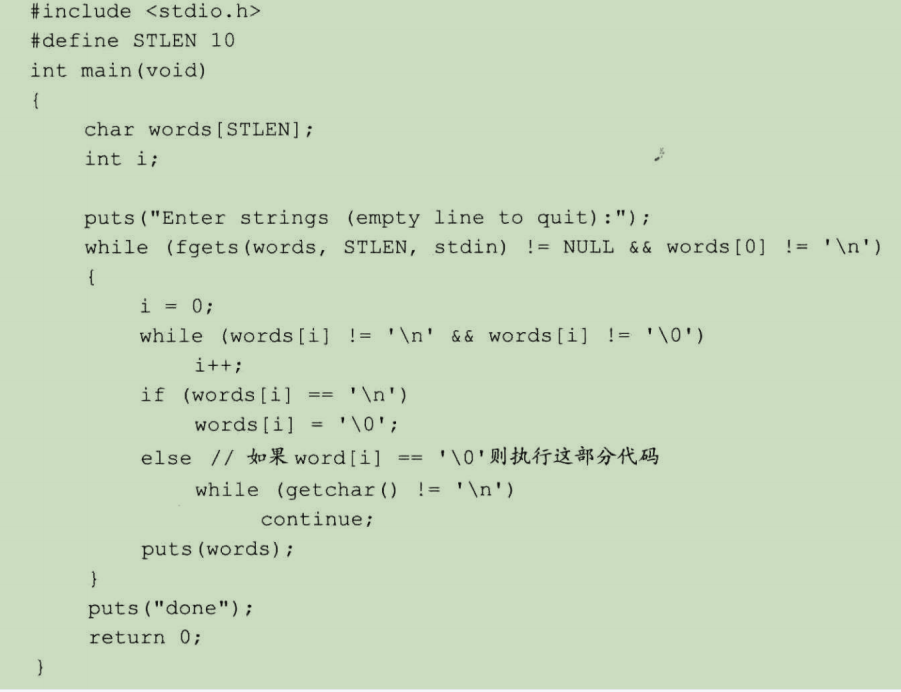 #include <stdio.h>
#define STLEN 10
int main(void)
{
    char words[STLEN];
    int i;

    puts("Enter strings (empty line to quit):");
    while (fgets(words, STLEN, stdin) != NULL && words[0] != '\n')
    {
        i = 0;
        while (words[i] != '\n' && words[i] != '\0')
            i++;
        if (words[i] == '\n')
            words[i] = '\0';
        else // 如果 word[i] == '\0'则执行这部分代码
            while (getchar() != '\n')
                continue;
        puts(words);
    }
    puts("done");
    return 0;
}